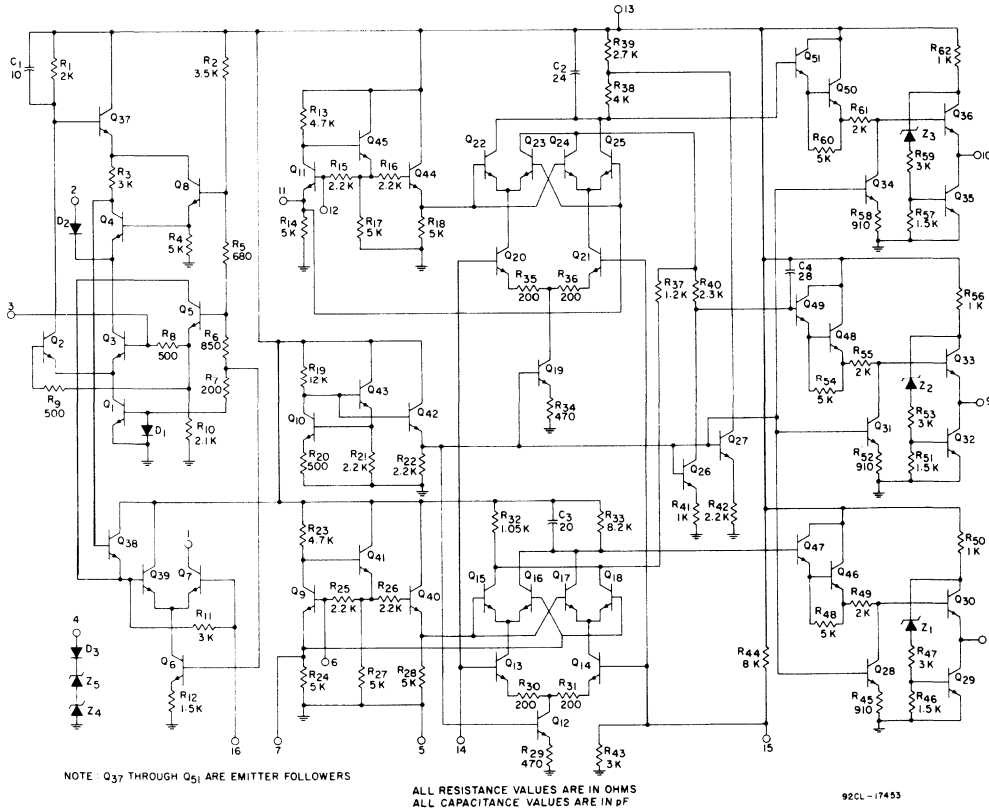 13
C1
10
R1
2K
R2
3.5K
Q37
R3
3K
Q8
2
D2
Q4
R4
5K
R5
680
3
Q2
Q3
R8
500
Q5
R6
850
R7
200
R9
500
Q1
D1
R10
2.1K
Q38
Q39
1
Q7
R11
3K
4
D3
Z5
Z4
Q6
R12
1.5K
16
R13
4.7K
Q45
Q11
R15
2.2K
R16
2.2K
Q44
11
12
R14
5K
R17
5K
R18
5K
R19
12K
Q43
Q10
Q42
R20
500
R21
2.2K
R22
2.2K
R23
4.7K
Q41
Q9
R25
2.2K
R26
2.2K
Q40
6
R24
5K
R27
5K
R28
5K
7
5
14
C2
24
R39
2.7K
R38
4K
Q22
Q23
Q24
Q25
Q20
Q21
R35
200
R36
200
R37
1.2K
R40
2.3K
Q19
R34
470
Q27
Q26
R41
1K
R42
2.2K
R32
1.05K
C3
20
R33
8.2K
Q15
Q16
Q17
Q18
Q13
Q14
R30
200
R31
200
Q12
R29
470
R43
3K
R44
8K
15
Q51
Q50
R62
1K
R61
2K
Q36
R60
5K
Z3
R59
3K
10
Q34
Q35
R58
910
R57
1.5K
C4
28
Q49
Q48
R56
1K
R55
2K
Q33
R54
5K
Z2
R53
3K
9
Q31
Q32
R52
910
R51
1.5K
Q47
Q46
R50
1K
R49
2K
Q30
R48
5K
Z1
R47
3K
Q28
Q29
R45
910
R46
1.5K
NOTE : Q37 THROUGH Q51 ARE EMITTER FOLLOWERS
ALL RESISTANCE VALUES ARE IN OHMS
ALL CAPACITANCE VALUES ARE IN pF
92CL-17453